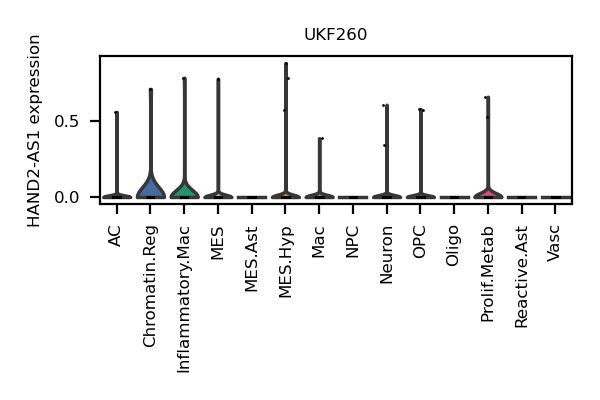 UKF260
HAND2-AS1 expression
0.5
0.0
AC
Chromatin.Reg
Inflammatory.Mac
MES
MES.Ast
MES.Hyp
Mac
NPC
Neuron
OPC
Oligo
Prolif.Metab
Reactive.Ast
Vasc